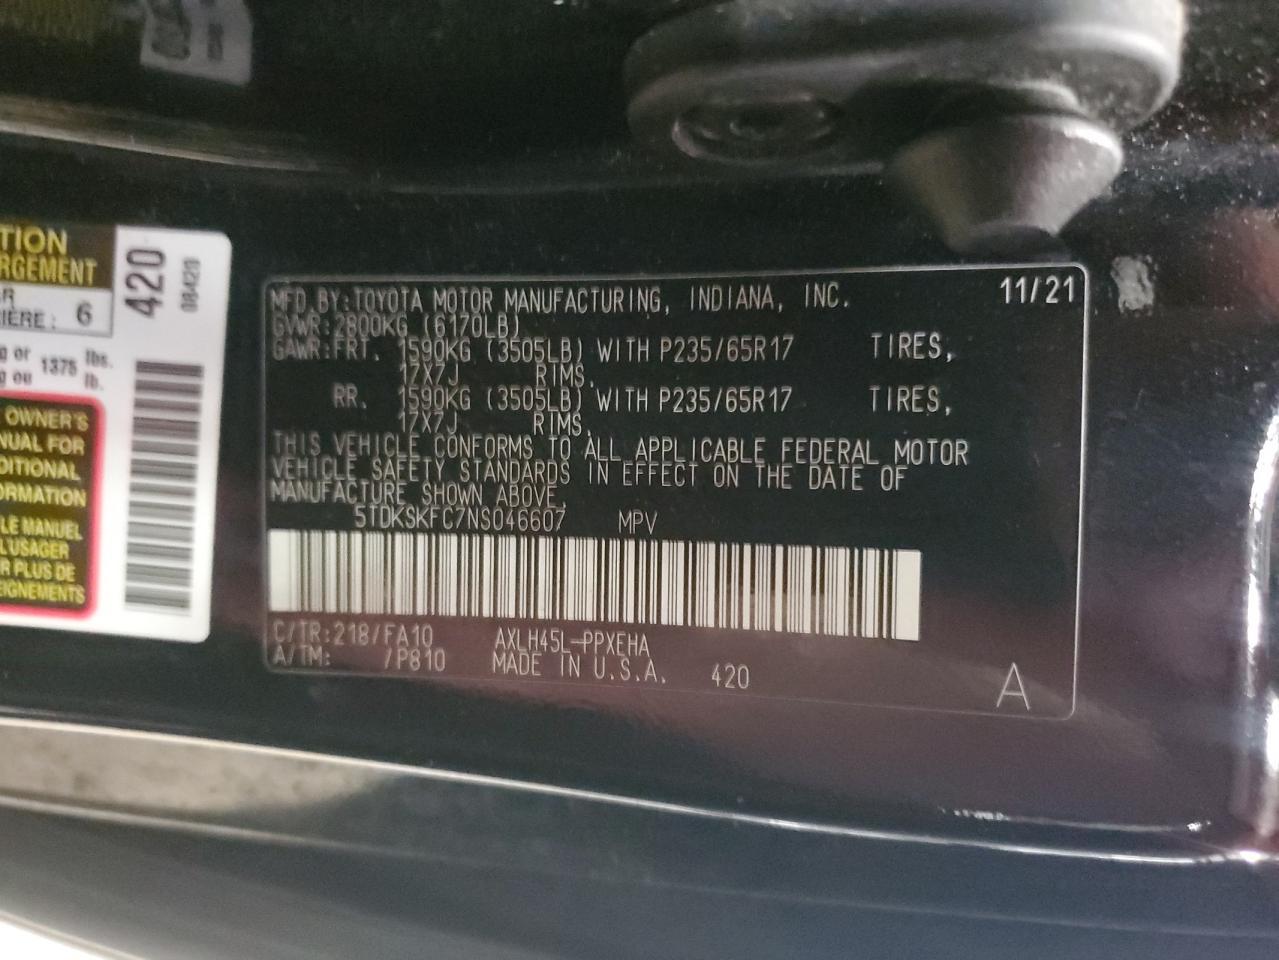 TION
RGEMENT
IÈRE : 6
g or 1375 lbs.
g ou lb.
OWNER'S
NUAL FOR
DITIONAL
ORMATION
LE MANUEL
L'USAGER
R PLUS DE
EIGNEMENTS
420
08420
MFD.BY:TOYOTA MOTOR MANUFACTURING, INDIANA, INC. 11/21
GVWR:2800KG (6170LB)
GAWR:FRT. 1590KG (3505LB) WITH P235/65R17 TIRES,
17X7J RIMS,
RR. 1590KG (3505LB) WITH P235/65R17 TIRES,
17X7J RIMS,
THIS VEHICLE CONFORMS TO ALL APPLICABLE FEDERAL MOTOR
VEHICLE SAFETY STANDARDS IN EFFECT ON THE DATE OF
MANUFACTURE SHOWN ABOVE.
5TDKSKFC7NS046607 MPV
C/TR:218/FA10 AXLH45L-PPXEHA
A/TM: /P810 MADE IN U.S.A. 420
A